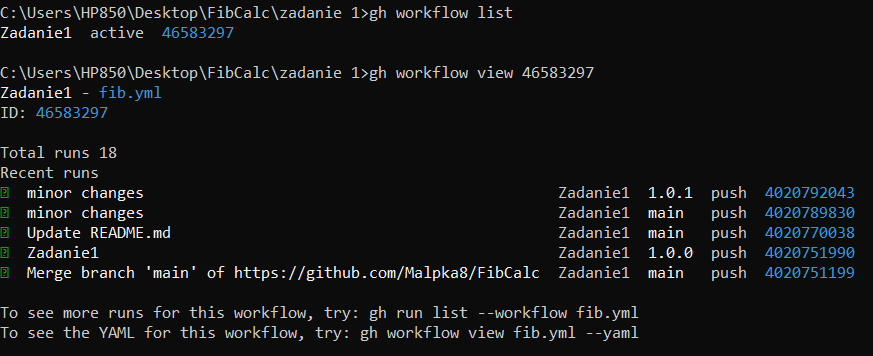 C:\Users\HP850\Desktop\FibCalc\zadanie 1>gh workflow list
Zadanie1  active  46583297
C:\Users\HP850\Desktop\FibCalc\zadanie 1>gh workflow view 46583297
Zadanie1 - fib.yml
ID: 46583297
Total runs 18
Recent runs
minor changes  Zadanie1  1.0.1  push  4020792043
minor changes  Zadanie1  main  push  4020789830
Update README.md  Zadanie1  main  push  4020770038
Zadanie1  Zadanie1  1.0.0  push  4020751990
Merge branch 'main' of https://github.com/Malpka8/FibCalc  Zadanie1  main  push  4020751199
To see more runs for this workflow, try: gh run list --workflow fib.yml
To see the YAML for this workflow, try: gh workflow view fib.yml --yaml